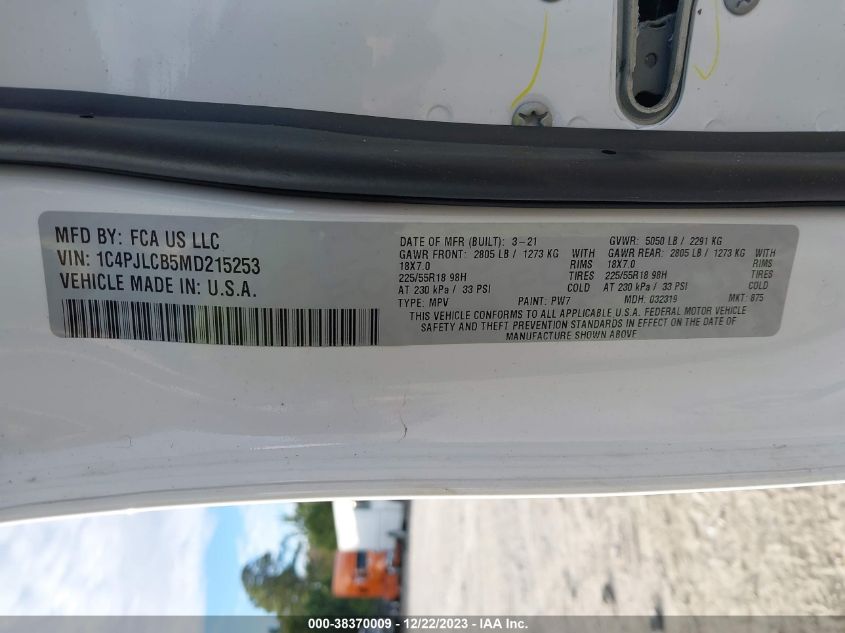 MFD BY: FCA US LLC
VIN: 1C4PJLCB5MD215253
VEHICLE MADE IN: U.S.A.
DATE OF MFR (BUILT): 3-21 GVWR: 5050 LB / 2291 KG
GAWR FRONT: 2805 LB / 1273 KG WITH GAWR REAR: 2805 LB / 1273 KG WITH
18X7.0 RIMS 18X7.0 RIMS
225/55R18 98H TIRES 225/55R18 98H TIRES
AT 230 kPa / 33 PSI COLD AT 230 kPa / 33 PSI COLD
TYPE: MPV PAINT: PW7 MDH: 032319 MKT: 875
THIS VEHICLE CONFORMS TO ALL APPLICABLE U.S.A. FEDERAL MOTOR VEHICLE
SAFETY AND THEFT PREVENTION STANDARDS IN EFFECT ON THE DATE OF
MANUFACTURE SHOWN ABOVE
000-38370009 - 12/22/2023 - IAA Inc.